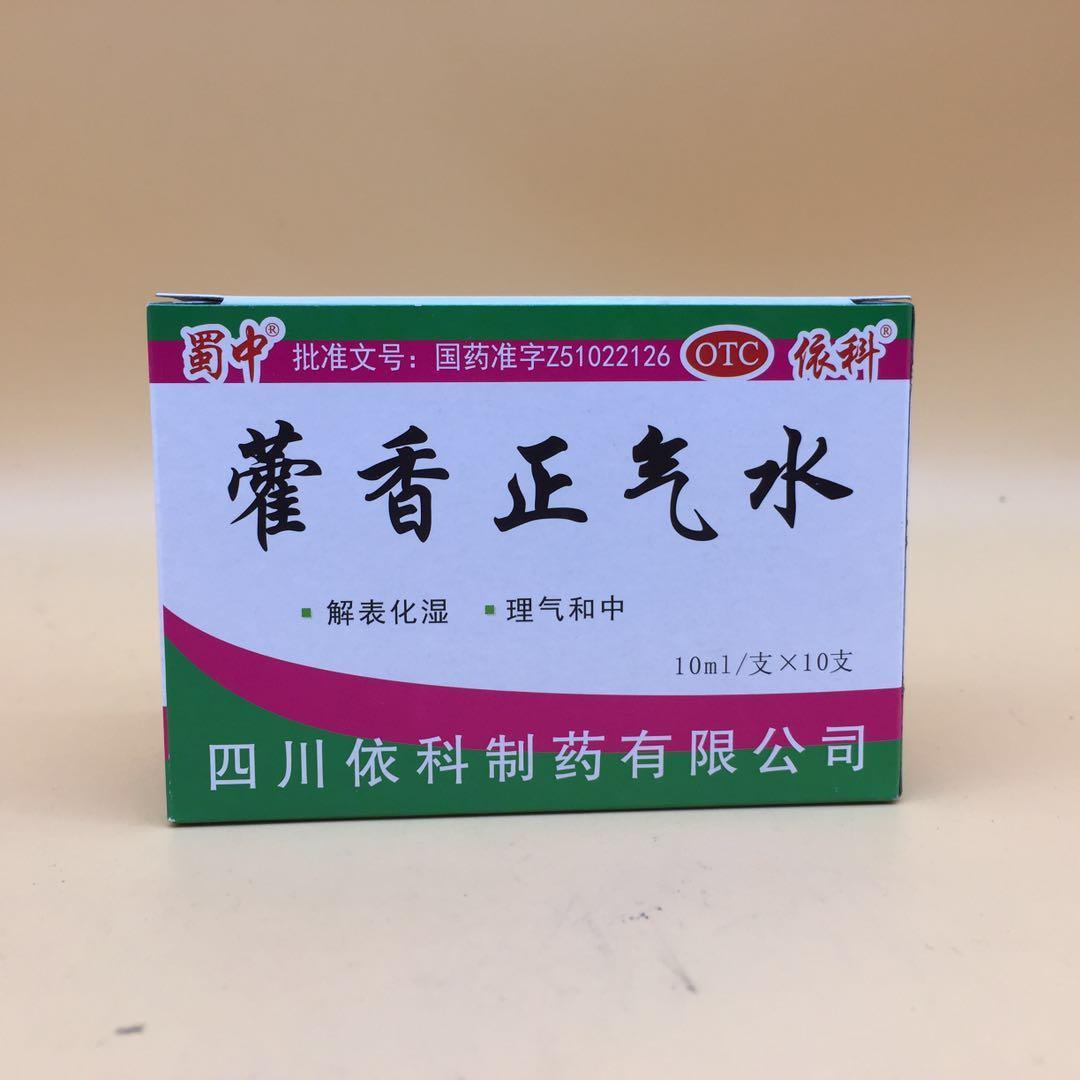 蜀中® 批准文号：国药准字Z51022126 OTC 依科®
藿香正气水
▪ 解表化湿 ▪ 理气和中
10ml/支×10支
四川依科制药有限公司